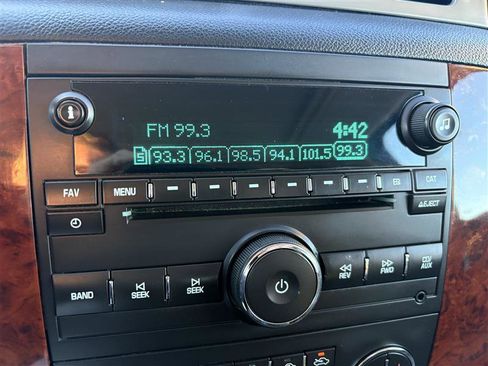 FM 99.3 4:42
5 93.3 96.1 98.5 94.1 101.5 99.3
FAV MENU CAT
EJECT
BAND SEEK SEEK REV FWD CD/
AUX